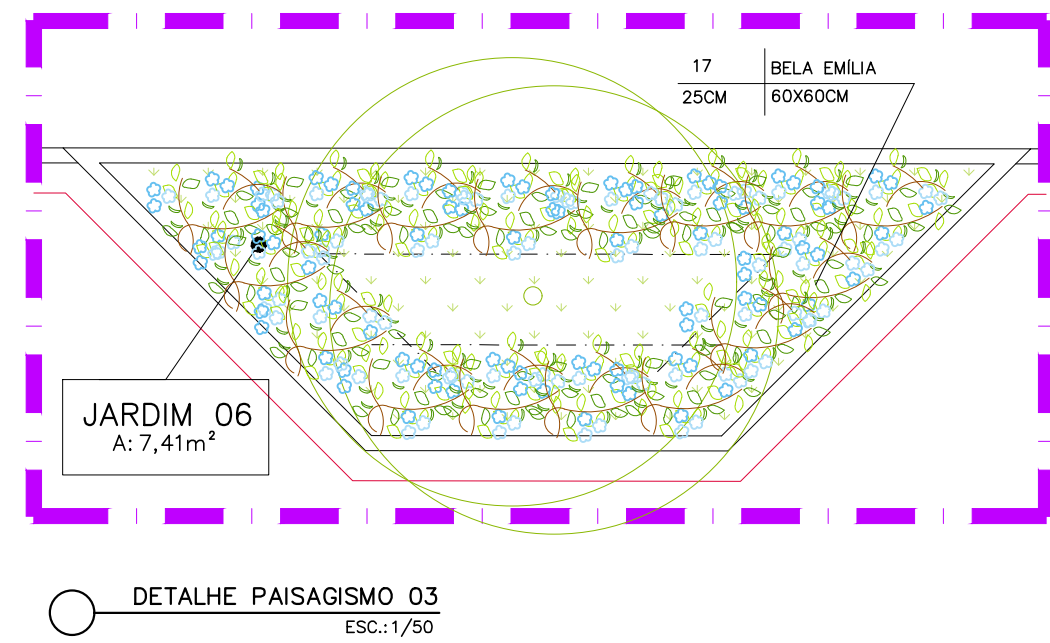 17 BELA EMÍLIA
25CM 60X60CM
JARDIM 06
A: 7,41m²
DETALHE PAISAGISMO 03
ESC.:1/50